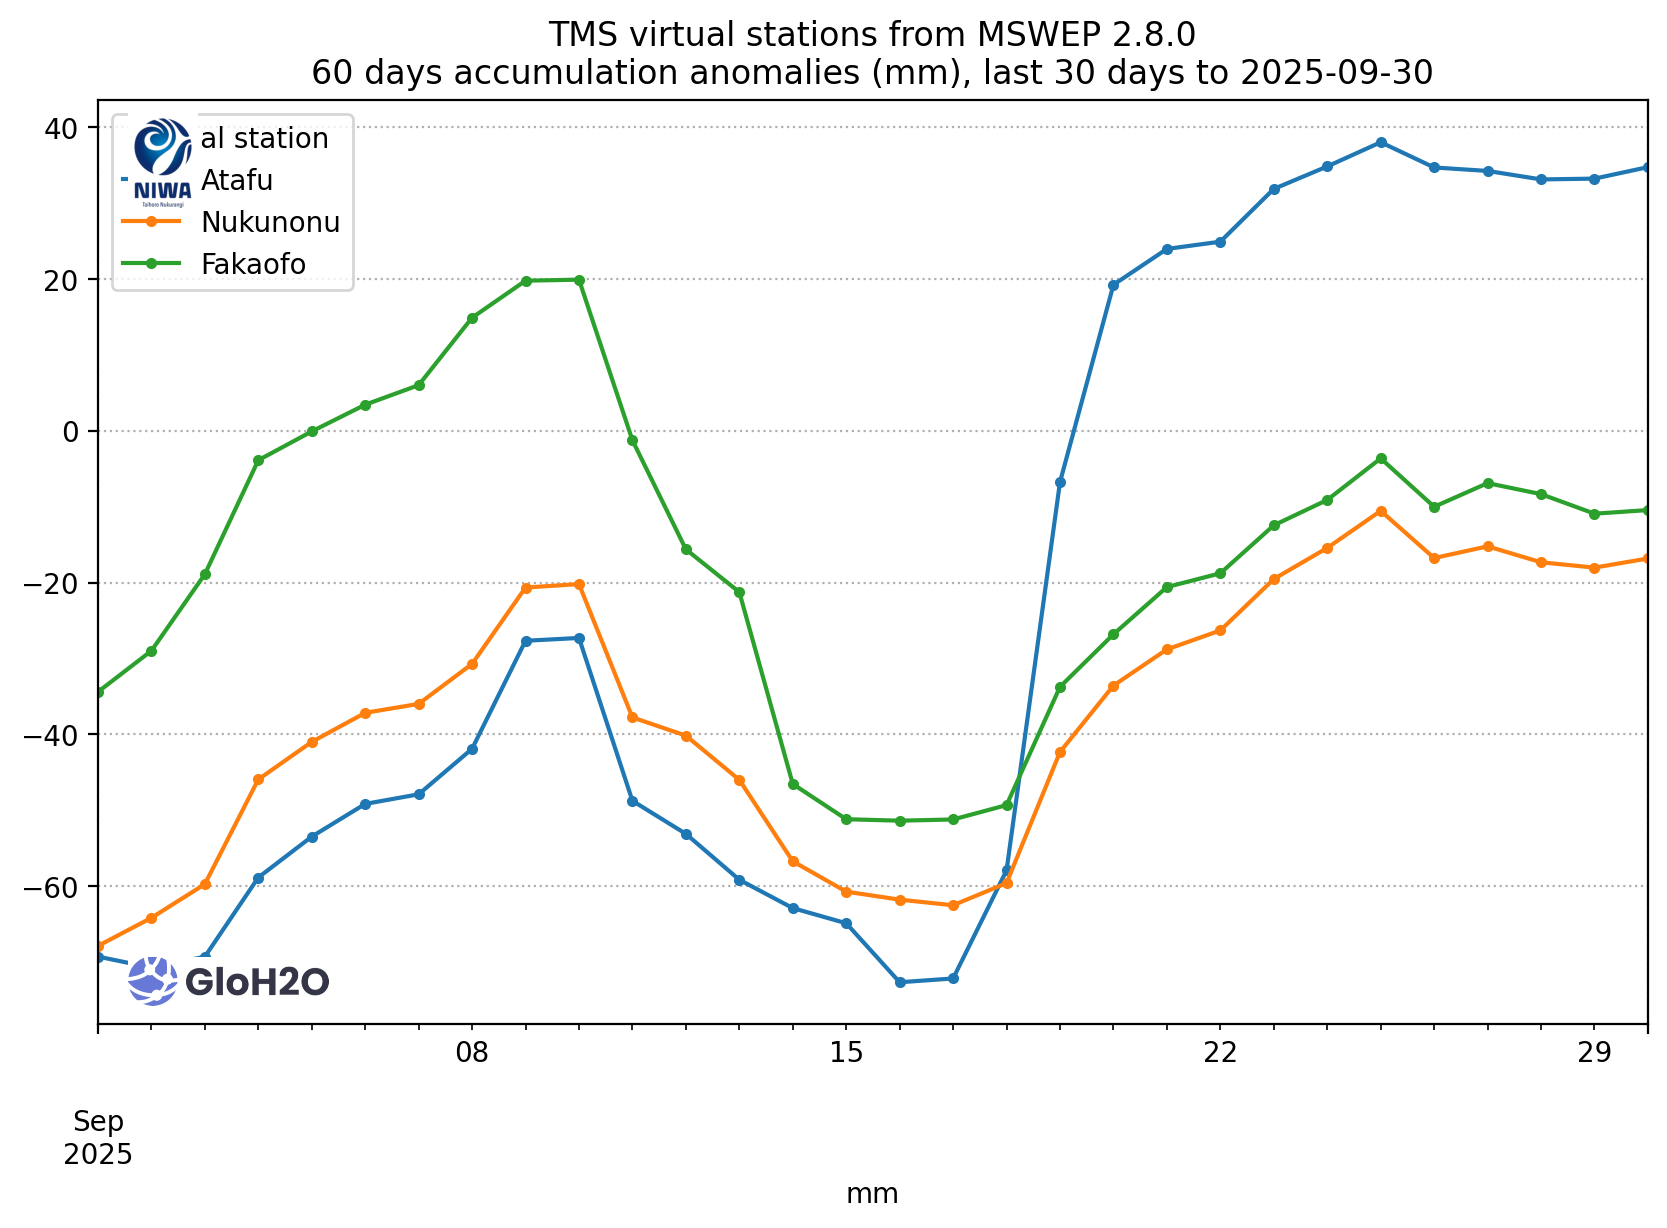 TMS virtual stations from MSWEP 2.8.0
60 days accumulation anomalies (mm), last 30 days to 2025-09-30
al station
Atafu
Nukunonu
Fakaofo
NIWA
Taihoro Nukurangi
40
20
0
−20
−40
−60
GloH2O
08
15
22
29
Sep
2025
mm